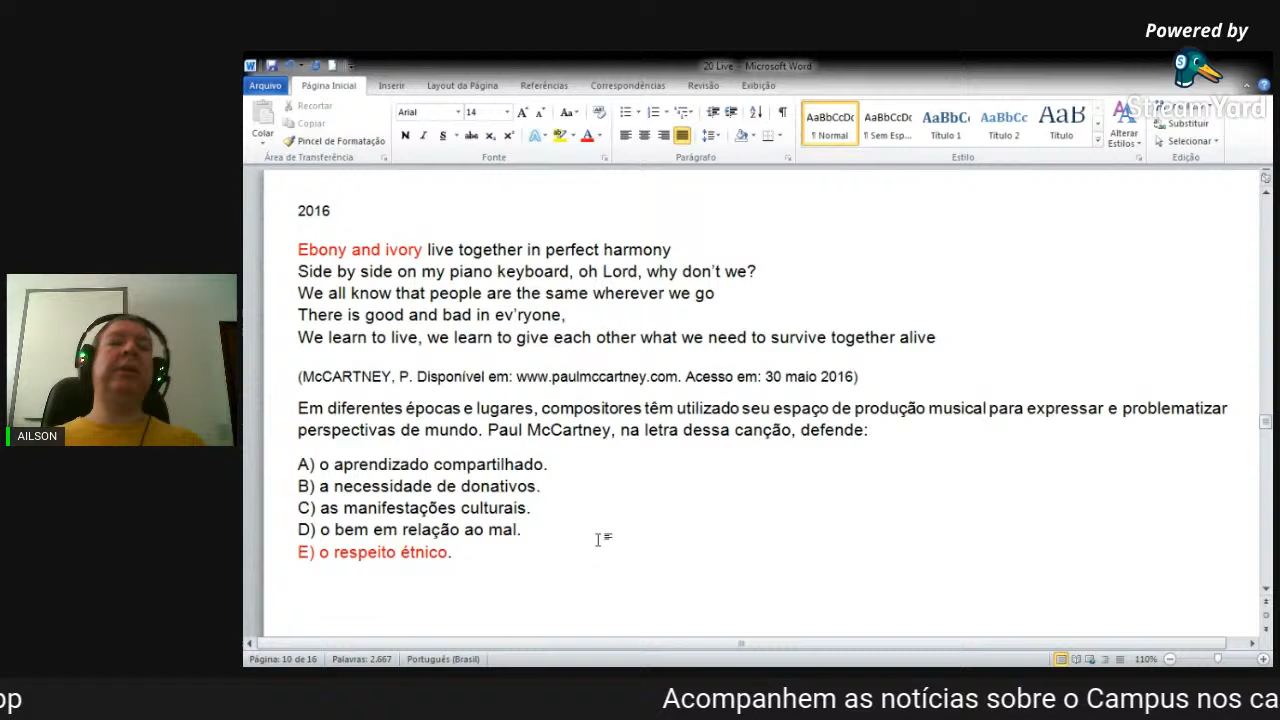 Powered by
StreamYard
20 Live - Microsoft Word
Arquivo Página Inicial Inserir Layout da Página Referências Correspondências Revisão Exibição
Colar
Recortar
Copiar
Pincel de Formatação
Área de Transferência
Arial 14
Fonte
Parágrafo
AaBbCcDc AaBbCcDc AaBbC AaBbCc AaB
¶ Normal ¶ Sem Esp... Título 1 Título 2 Título
Alterar
Estilos
Estilo
Substituir
Selecionar
Edição
2016
Ebony and ivory live together in perfect harmony
Side by side on my piano keyboard, oh Lord, why don't we?
We all know that people are the same wherever we go
There is good and bad in ev'ryone,
We learn to live, we learn to give each other what we need to survive together alive
(McCARTNEY, P. Disponível em: www.paulmccartney.com. Acesso em: 30 maio 2016)
Em diferentes épocas e lugares, compositores têm utilizado seu espaço de produção musical para expressar e problematizar
perspectivas de mundo. Paul McCartney, na letra dessa canção, defende:
A) o aprendizado compartilhado.
B) a necessidade de donativos.
C) as manifestações culturais.
D) o bem em relação ao mal.
E) o respeito étnico.
AILSON
Página: 10 de 16 Palavras: 2.667 Português (Brasil) 110%
pp Acompanhem as notícias sobre o Campus nos ca